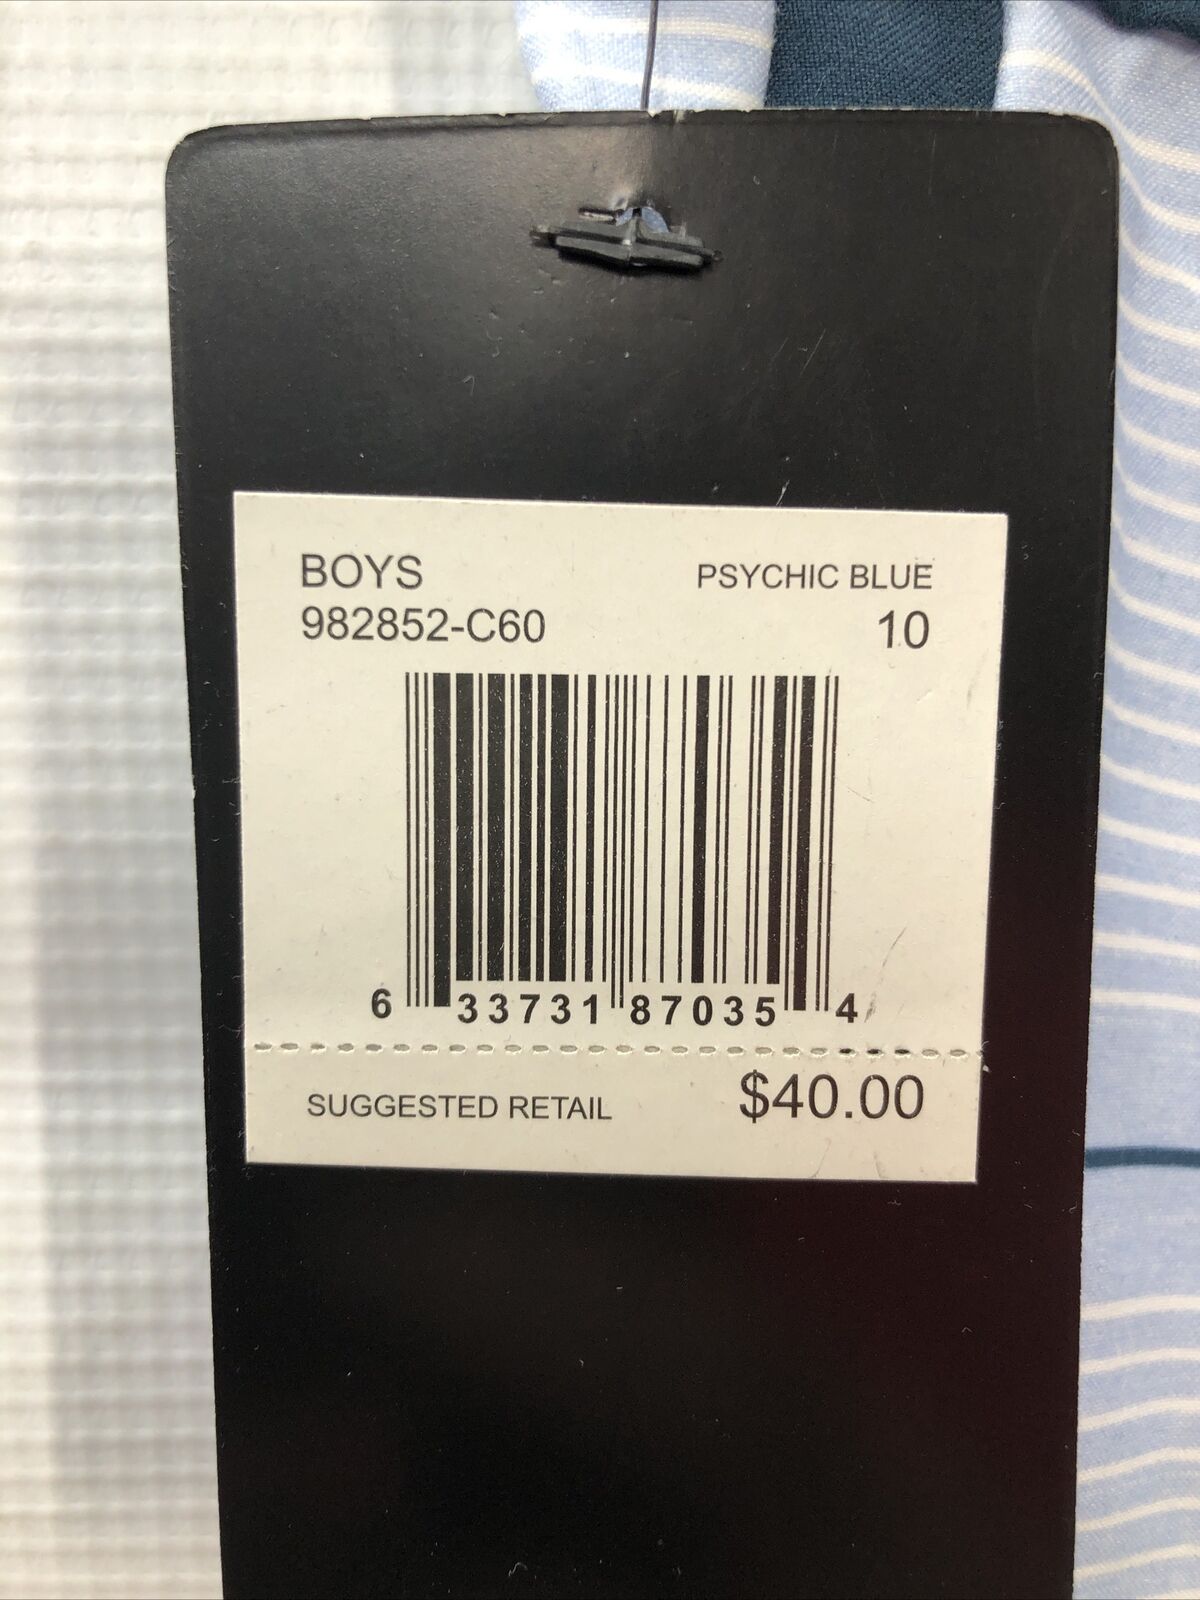 BOYS PSYCHIC BLUE
982852-C60 10
6 33731 87035 4
SUGGESTED RETAIL $40.00